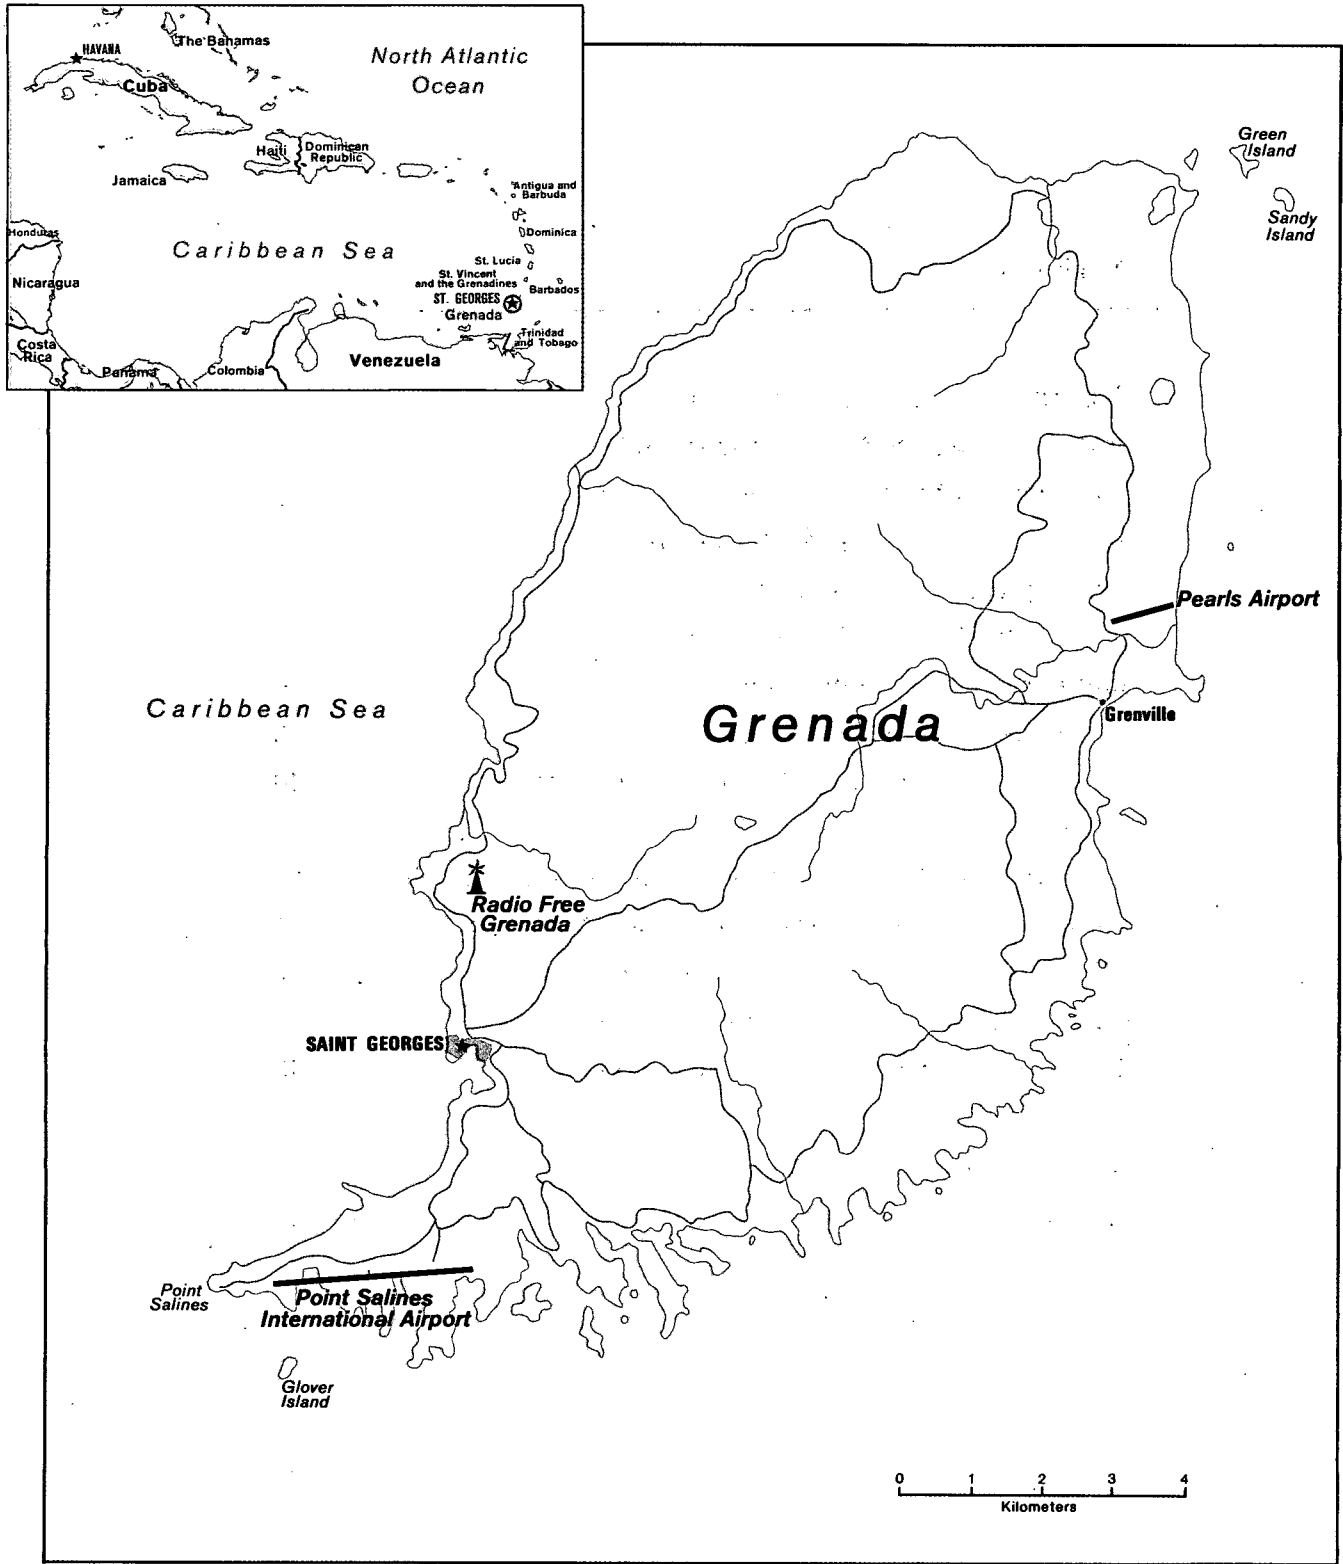 HAVANA
The Bahamas
North Atlantic
Ocean
Cuba
Haiti
Dominican
Republic
Jamaica
Antigua and
Barbuda
Honduras
Dominica
Caribbean Sea
St. Lucia
Nicaragua
St. Vincent
and the Grenadines
Barbados
ST. GEORGES
Grenada
Costa
Rica
Trinidad
and Tobago
Panama
Colombia
Venezuela
Green
Island
Sandy
Island
Pearls Airport
Caribbean Sea
Grenada
Grenville
Radio Free
Grenada
SAINT GEORGES
Point
Salines
Point Salines
International Airport
Glover
Island
0 1 2 3 4
Kilometers